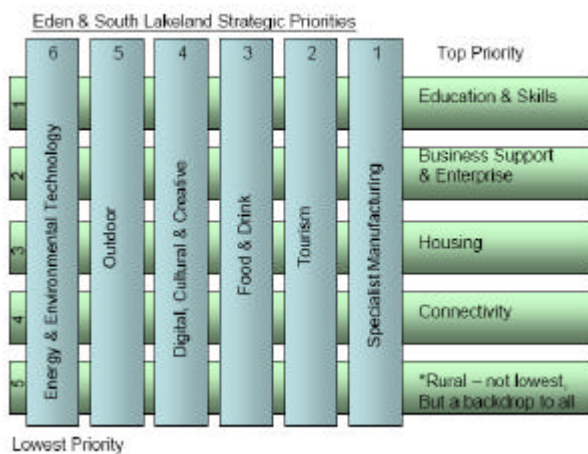 Eden & South Lakeland Strategic Priorities
6 5 4 3 2 1 Top Priority
1 Education & Skills
2 Business Support
& Enterprise
3 Housing
4 Connectivity
5 *Rural – not lowest,
But a backdrop to all
Energy & Environmental Technology
Outdoor
Digital, Cultural & Creative
Food & Drink
Tourism
Specialist Manufacturing
Lowest Priority